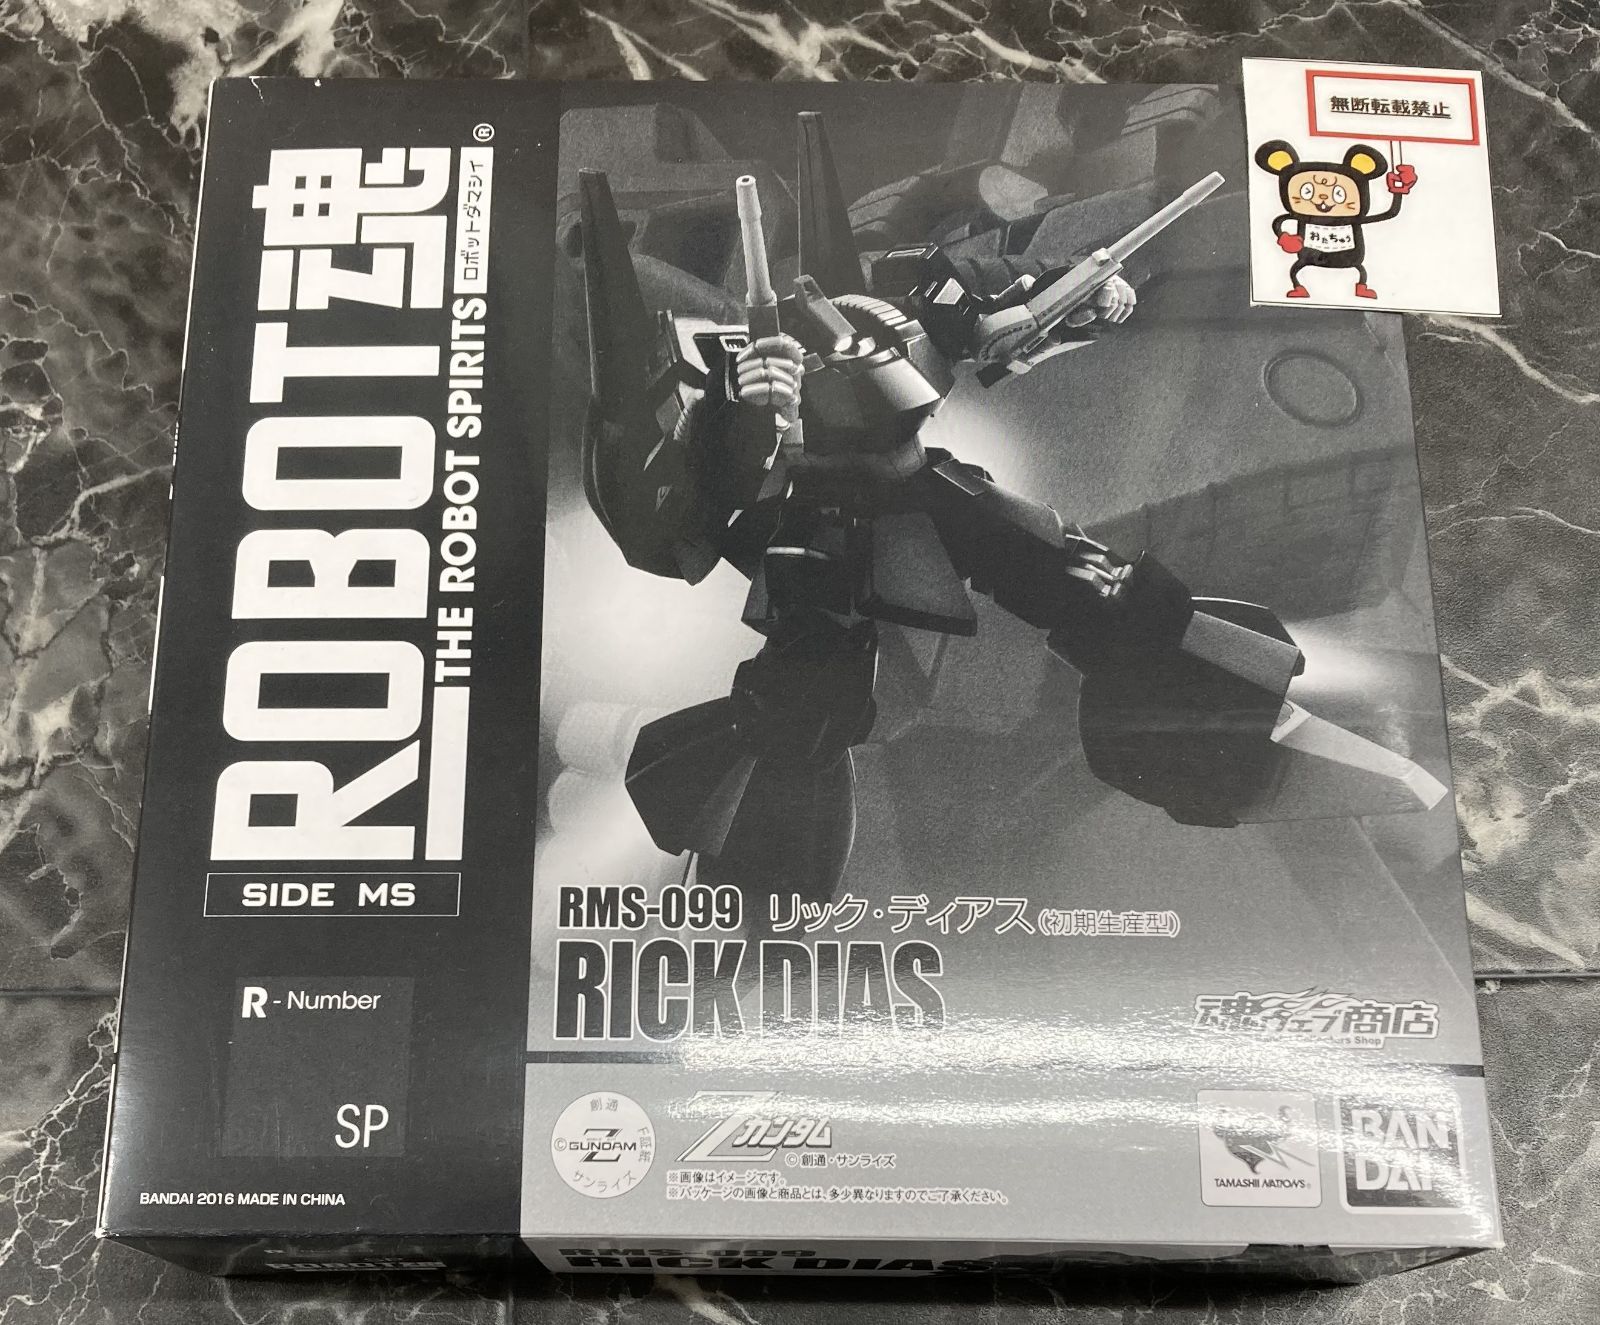 無断転載禁止
おたちゅう
ROBOT魂
ロボットダマシイ
®
THE ROBOT SPIRITS
SIDE MS
R - Number
SP
BANDAI 2016 MADE IN CHINA
RMS-099 リック・ディアス(初期生産型)
RICK DIAS
魂ウェブ商店
創通
© GUNDAM Z
サンライズ
証紙
Zガンダム
©創通・サンライズ
※画像はイメージです。
※パッケージの画像と商品とは、多少異なりますのでご了承ください。
TAMASHII NATIONS®
BAN
DAI
RMS-099
RICK DIAS